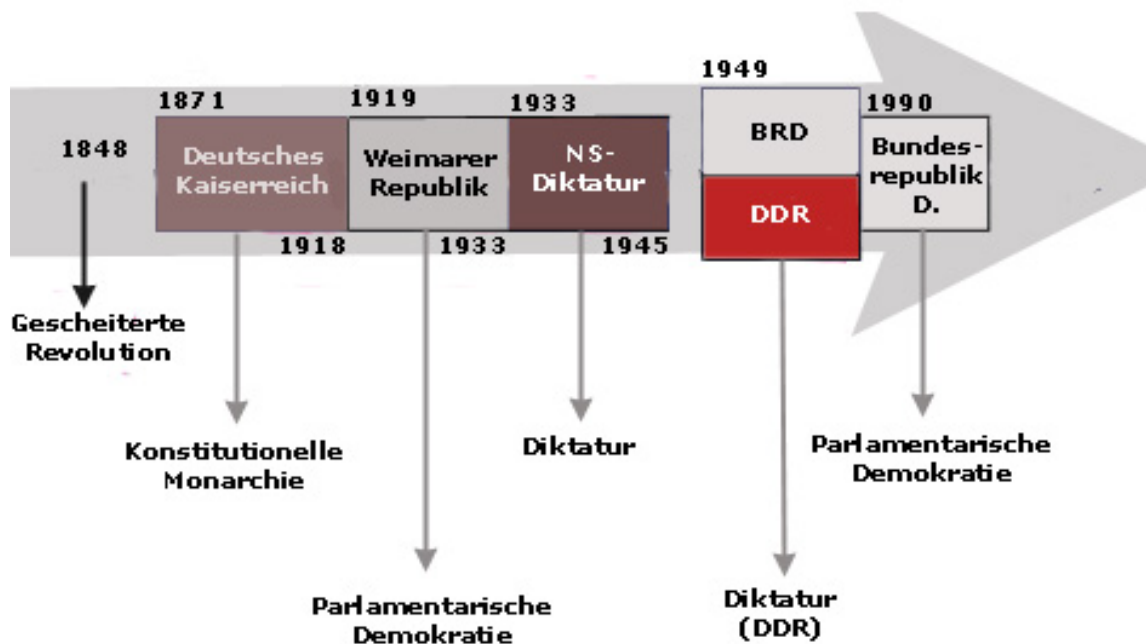 1949
1871
1919
1933
1990
1848
Deutsches
Kaiserreich
Weimarer
Republik
NS-
Diktatur
BRD
DDR
Bundes-
republik
D.
1918
1933
1945
Gescheiterte
Revolution
Konstitutionelle
Monarchie
Diktatur
Parlamentarische
Demokratie
Parlamentarische
Demokratie
Diktatur
(DDR)